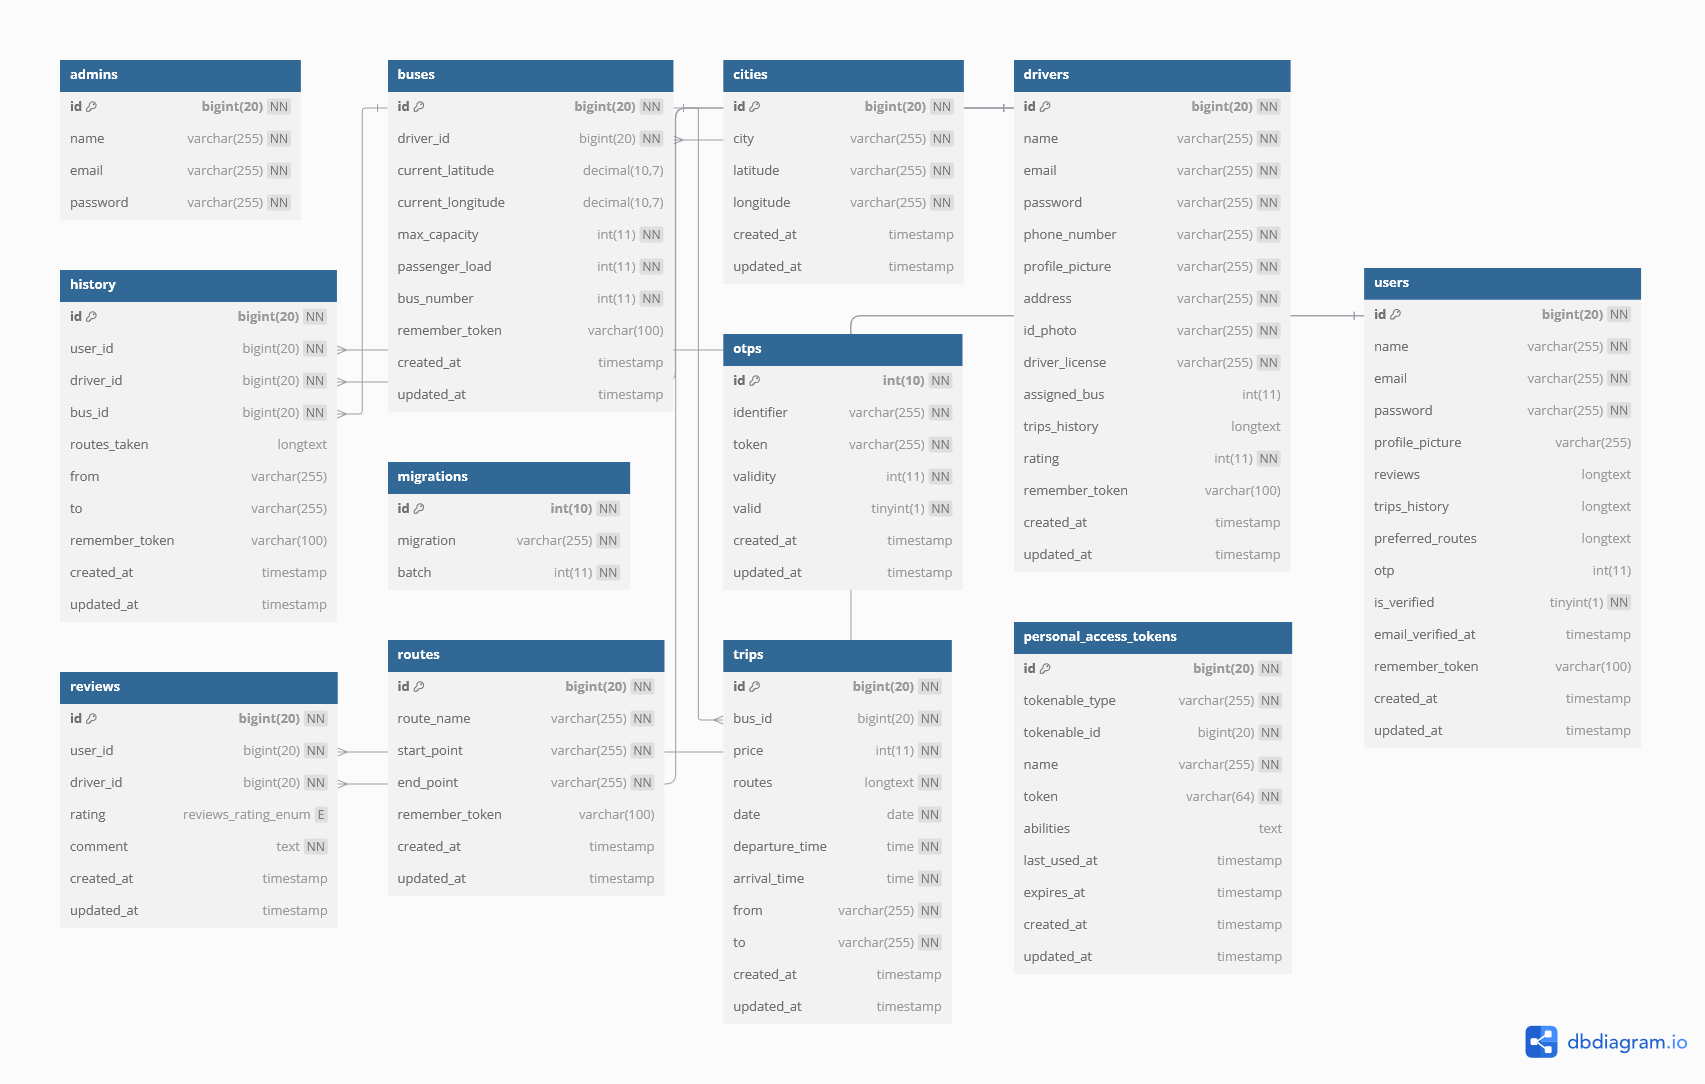 admins
id bigint(20) NN
name varchar(255) NN
email varchar(255) NN
password varchar(255) NN
history
id bigint(20) NN
user_id bigint(20) NN
driver_id bigint(20) NN
bus_id bigint(20) NN
routes_taken longtext
from varchar(255)
to varchar(255)
remember_token varchar(100)
created_at timestamp
updated_at timestamp
reviews
id bigint(20) NN
user_id bigint(20) NN
driver_id bigint(20) NN
rating reviews_rating_enum E
comment text NN
created_at timestamp
updated_at timestamp
buses
id bigint(20) NN
driver_id bigint(20) NN
current_latitude decimal(10,7)
current_longitude decimal(10,7)
max_capacity int(11) NN
passenger_load int(11) NN
bus_number int(11) NN
remember_token varchar(100)
created_at timestamp
updated_at timestamp
migrations
id int(10) NN
migration varchar(255) NN
batch int(11) NN
routes
id bigint(20) NN
route_name varchar(255) NN
start_point varchar(255) NN
end_point varchar(255) NN
remember_token varchar(100)
created_at timestamp
updated_at timestamp
cities
id bigint(20) NN
city varchar(255) NN
latitude varchar(255) NN
longitude varchar(255) NN
created_at timestamp
updated_at timestamp
otps
id int(10) NN
identifier varchar(255) NN
token varchar(255) NN
validity int(11) NN
valid tinyint(1) NN
created_at timestamp
updated_at timestamp
trips
id bigint(20) NN
bus_id bigint(20) NN
price int(11) NN
routes longtext NN
date date NN
departure_time time NN
arrival_time time NN
from varchar(255) NN
to varchar(255) NN
created_at timestamp
updated_at timestamp
drivers
id bigint(20) NN
name varchar(255) NN
email varchar(255) NN
password varchar(255) NN
phone_number varchar(255) NN
profile_picture varchar(255) NN
address varchar(255) NN
id_photo varchar(255) NN
driver_license varchar(255) NN
assigned_bus int(11)
trips_history longtext
rating int(11) NN
remember_token varchar(100)
created_at timestamp
updated_at timestamp
personal_access_tokens
id bigint(20) NN
tokenable_type varchar(255) NN
tokenable_id bigint(20) NN
name varchar(255) NN
token varchar(64) NN
abilities text
last_used_at timestamp
expires_at timestamp
created_at timestamp
updated_at timestamp
users
id bigint(20) NN
name varchar(255) NN
email varchar(255) NN
password varchar(255) NN
profile_picture varchar(255)
reviews longtext
trips_history longtext
preferred_routes longtext
otp int(11)
is_verified tinyint(1) NN
email_verified_at timestamp
remember_token varchar(100)
created_at timestamp
updated_at timestamp
dbdiagram.io